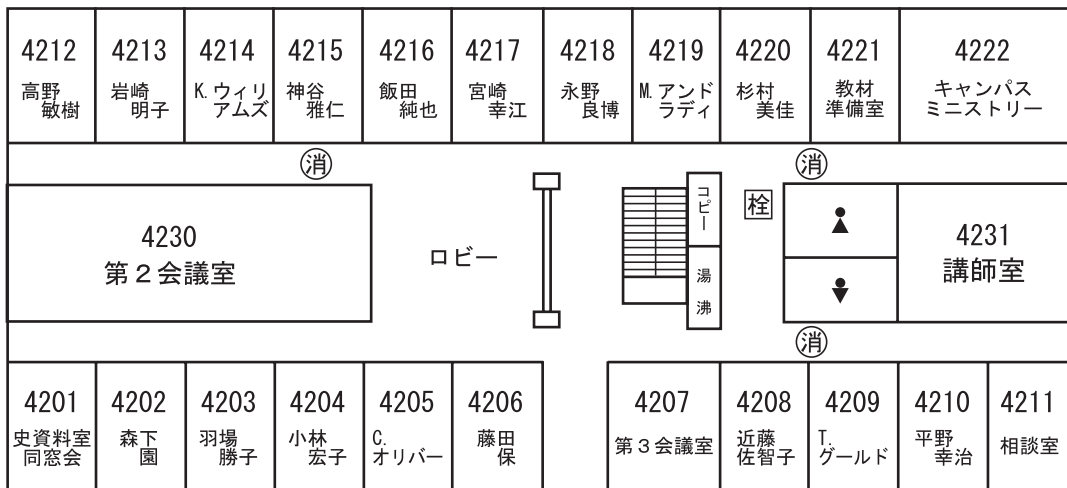 4212
高野
敏樹
4213
岩崎
明子
4214
K.ウィリ
アムズ
4215
神谷
雅仁
4216
飯田
純也
4217
宮崎
幸江
4218
永野
良博
4219
M.アンド
ラディ
4220
杉村
美佳
4221
教材
準備室
4222
キャンパス
ミニストリー
消
消
4230
第2会議室
ロビー
コピー
湯沸
栓
4231
講師室
消
4201
史資料室
同窓会
4202
森下
園
4203
羽場
勝子
4204
小林
宏子
4205
C.
オリバー
4206
藤田
保
4207
第3会議室
4208
近藤
佐智子
4209
T.
グールド
4210
平野
幸治
4211
相談室